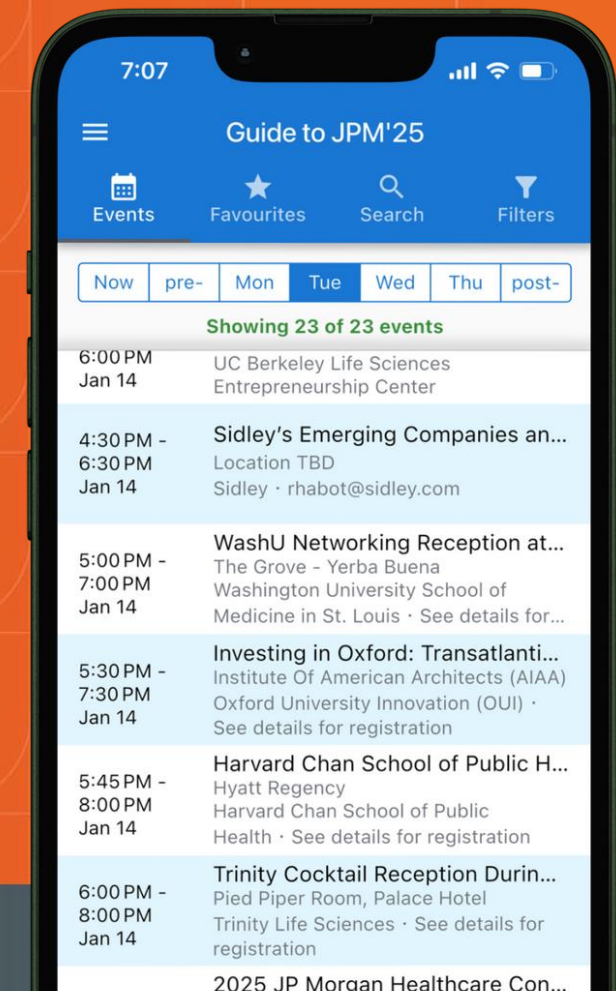 7:07
Guide to JPM'25
Events Favourites Search Filters
Now pre- Mon Tue Wed Thu post-
Showing 23 of 23 events
6:00 PM
Jan 14
UC Berkeley Life Sciences
Entrepreneurship Center
4:30 PM -
6:30 PM
Jan 14
Sidley's Emerging Companies an...
Location TBD
Sidley · rhabot@sidley.com
5:00 PM -
7:00 PM
Jan 14
WashU Networking Reception at...
The Grove - Yerba Buena
Washington University School of
Medicine in St. Louis · See details for...
5:30 PM -
7:30 PM
Jan 14
Investing in Oxford: Transatlanti...
Institute Of American Architects (AIAA)
Oxford University Innovation (OUI) ·
See details for registration
5:45 PM -
8:00 PM
Jan 14
Harvard Chan School of Public H...
Hyatt Regency
Harvard Chan School of Public
Health · See details for registration
6:00 PM -
8:00 PM
Jan 14
Trinity Cocktail Reception Durin...
Pied Piper Room, Palace Hotel
Trinity Life Sciences · See details for
registration
2025 JP Morgan Healthcare Con...